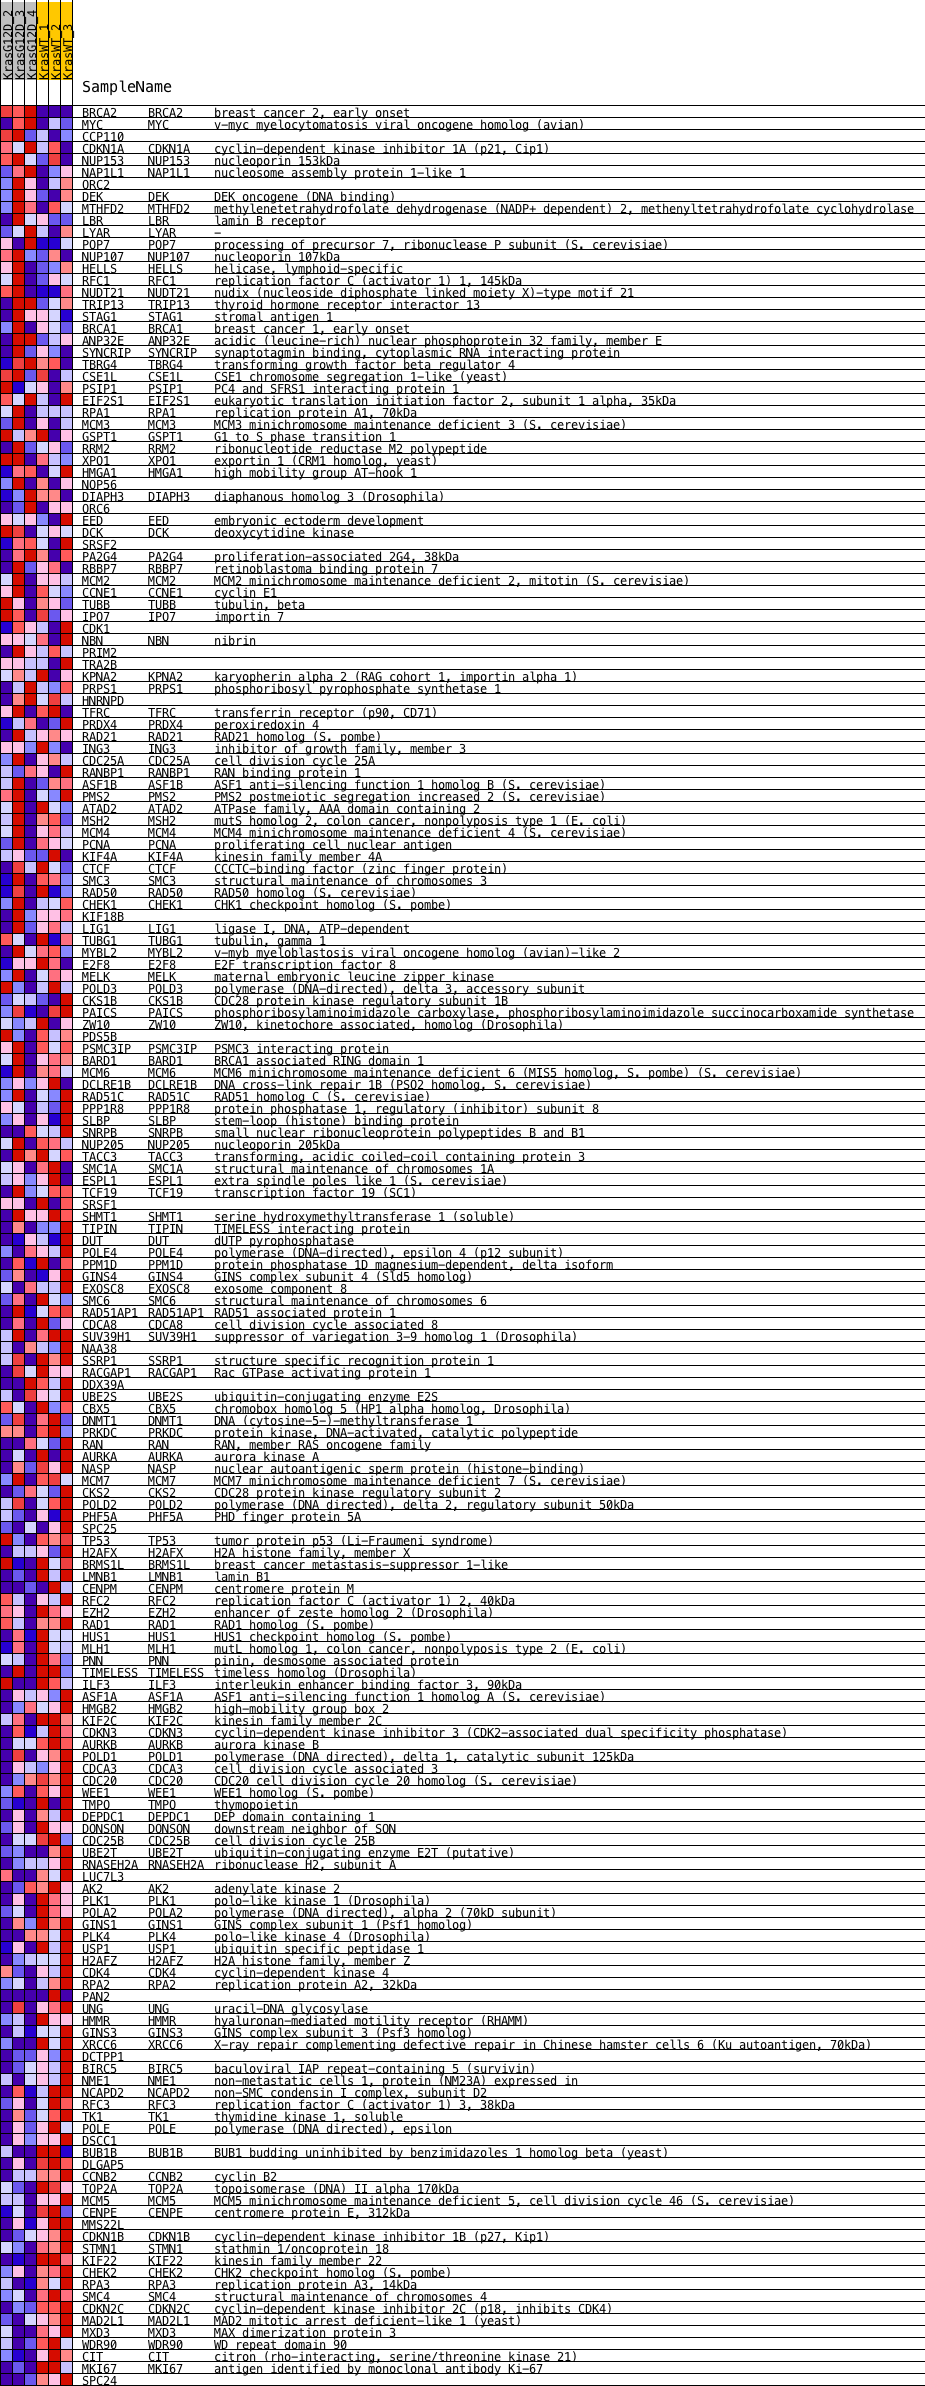 KrasG12D_2
KrasG12D_3
KrasG12D_4
KrasWT_1
KrasWT_2
KrasWT_3
SampleName
BRCA2 BRCA2 breast cancer 2, early onset
MYC MYC v-myc myelocytomatosis viral oncogene homolog (avian)
CCP110
CDKN1A CDKN1A cyclin-dependent kinase inhibitor 1A (p21, Cip1)
NUP153 NUP153 nucleoporin 153kDa
NAP1L1 NAP1L1 nucleosome assembly protein 1-like 1
ORC2
DEK DEK DEK oncogene (DNA binding)
MTHFD2 MTHFD2 methylenetetrahydrofolate dehydrogenase (NADP+ dependent) 2, methenyltetrahydrofolate cyclohydrolase
LBR LBR lamin B receptor
LYAR LYAR -
POP7 POP7 processing of precursor 7, ribonuclease P subunit (S. cerevisiae)
NUP107 NUP107 nucleoporin 107kDa
HELLS HELLS helicase, lymphoid-specific
RFC1 RFC1 replication factor C (activator 1) 1, 145kDa
NUDT21 NUDT21 nudix (nucleoside diphosphate linked moiety X)-type motif 21
TRIP13 TRIP13 thyroid hormone receptor interactor 13
STAG1 STAG1 stromal antigen 1
BRCA1 BRCA1 breast cancer 1, early onset
ANP32E ANP32E acidic (leucine-rich) nuclear phosphoprotein 32 family, member E
SYNCRIP SYNCRIP synaptotagmin binding, cytoplasmic RNA interacting protein
TBRG4 TBRG4 transforming growth factor beta regulator 4
CSE1L CSE1L CSE1 chromosome segregation 1-like (yeast)
PSIP1 PSIP1 PC4 and SFRS1 interacting protein 1
EIF2S1 EIF2S1 eukaryotic translation initiation factor 2, subunit 1 alpha, 35kDa
RPA1 RPA1 replication protein A1, 70kDa
MCM3 MCM3 MCM3 minichromosome maintenance deficient 3 (S. cerevisiae)
GSPT1 GSPT1 G1 to S phase transition 1
RRM2 RRM2 ribonucleotide reductase M2 polypeptide
XPO1 XPO1 exportin 1 (CRM1 homolog, yeast)
HMGA1 HMGA1 high mobility group AT-hook 1
NOP56
DIAPH3 DIAPH3 diaphanous homolog 3 (Drosophila)
ORC6
EED EED embryonic ectoderm development
DCK DCK deoxycytidine kinase
SRSF2
PA2G4 PA2G4 proliferation-associated 2G4, 38kDa
RBBP7 RBBP7 retinoblastoma binding protein 7
MCM2 MCM2 MCM2 minichromosome maintenance deficient 2, mitotin (S. cerevisiae)
CCNE1 CCNE1 cyclin E1
TUBB TUBB tubulin, beta
IPO7 IPO7 importin 7
CDK1
NBN NBN nibrin
PRIM2
TRA2B
KPNA2 KPNA2 karyopherin alpha 2 (RAG cohort 1, importin alpha 1)
PRPS1 PRPS1 phosphoribosyl pyrophosphate synthetase 1
HNRNPD
TFRC TFRC transferrin receptor (p90, CD71)
PRDX4 PRDX4 peroxiredoxin 4
RAD21 RAD21 RAD21 homolog (S. pombe)
ING3 ING3 inhibitor of growth family, member 3
CDC25A CDC25A cell division cycle 25A
RANBP1 RANBP1 RAN binding protein 1
ASF1B ASF1B ASF1 anti-silencing function 1 homolog B (S. cerevisiae)
PMS2 PMS2 PMS2 postmeiotic segregation increased 2 (S. cerevisiae)
ATAD2 ATAD2 ATPase family, AAA domain containing 2
MSH2 MSH2 mutS homolog 2, colon cancer, nonpolyposis type 1 (E. coli)
MCM4 MCM4 MCM4 minichromosome maintenance deficient 4 (S. cerevisiae)
PCNA PCNA proliferating cell nuclear antigen
KIF4A KIF4A kinesin family member 4A
CTCF CTCF CCCTC-binding factor (zinc finger protein)
SMC3 SMC3 structural maintenance of chromosomes 3
RAD50 RAD50 RAD50 homolog (S. cerevisiae)
CHEK1 CHEK1 CHK1 checkpoint homolog (S. pombe)
KIF18B
LIG1 LIG1 ligase I, DNA, ATP-dependent
TUBG1 TUBG1 tubulin, gamma 1
MYBL2 MYBL2 v-myb myeloblastosis viral oncogene homolog (avian)-like 2
E2F8 E2F8 E2F transcription factor 8
MELK MELK maternal embryonic leucine zipper kinase
POLD3 POLD3 polymerase (DNA-directed), delta 3, accessory subunit
CKS1B CKS1B CDC28 protein kinase regulatory subunit 1B
PAICS PAICS phosphoribosylaminoimidazole carboxylase, phosphoribosylaminoimidazole succinocarboxamide synthetase
ZW10 ZW10 ZW10, kinetochore associated, homolog (Drosophila)
PDS5B
PSMC3IP PSMC3IP PSMC3 interacting protein
BARD1 BARD1 BRCA1 associated RING domain 1
MCM6 MCM6 MCM6 minichromosome maintenance deficient 6 (MIS5 homolog, S. pombe) (S. cerevisiae)
DCLRE1B DCLRE1B DNA cross-link repair 1B (PSO2 homolog, S. cerevisiae)
RAD51C RAD51C RAD51 homolog C (S. cerevisiae)
PPP1R8 PPP1R8 protein phosphatase 1, regulatory (inhibitor) subunit 8
SLBP SLBP stem-loop (histone) binding protein
SNRPB SNRPB small nuclear ribonucleoprotein polypeptides B and B1
NUP205 NUP205 nucleoporin 205kDa
TACC3 TACC3 transforming, acidic coiled-coil containing protein 3
SMC1A SMC1A structural maintenance of chromosomes 1A
ESPL1 ESPL1 extra spindle poles like 1 (S. cerevisiae)
TCF19 TCF19 transcription factor 19 (SC1)
SRSF1
SHMT1 SHMT1 serine hydroxymethyltransferase 1 (soluble)
TIPIN TIPIN TIMELESS interacting protein
DUT DUT dUTP pyrophosphatase
POLE4 POLE4 polymerase (DNA-directed), epsilon 4 (p12 subunit)
PPM1D PPM1D protein phosphatase 1D magnesium-dependent, delta isoform
GINS4 GINS4 GINS complex subunit 4 (Sld5 homolog)
EXOSC8 EXOSC8 exosome component 8
SMC6 SMC6 structural maintenance of chromosomes 6
RAD51AP1 RAD51AP1 RAD51 associated protein 1
CDCA8 CDCA8 cell division cycle associated 8
SUV39H1 SUV39H1 suppressor of variegation 3-9 homolog 1 (Drosophila)
NAA38
SSRP1 SSRP1 structure specific recognition protein 1
RACGAP1 RACGAP1 Rac GTPase activating protein 1
DDX39A
UBE2S UBE2S ubiquitin-conjugating enzyme E2S
CBX5 CBX5 chromobox homolog 5 (HP1 alpha homolog, Drosophila)
DNMT1 DNMT1 DNA (cytosine-5-)-methyltransferase 1
PRKDC PRKDC protein kinase, DNA-activated, catalytic polypeptide
RAN RAN RAN, member RAS oncogene family
AURKA AURKA aurora kinase A
NASP NASP nuclear autoantigenic sperm protein (histone-binding)
MCM7 MCM7 MCM7 minichromosome maintenance deficient 7 (S. cerevisiae)
CKS2 CKS2 CDC28 protein kinase regulatory subunit 2
POLD2 POLD2 polymerase (DNA directed), delta 2, regulatory subunit 50kDa
PHF5A PHF5A PHD finger protein 5A
SPC25
TP53 TP53 tumor protein p53 (Li-Fraumeni syndrome)
H2AFX H2AFX H2A histone family, member X
BRMS1L BRMS1L breast cancer metastasis-suppressor 1-like
LMNB1 LMNB1 lamin B1
CENPM CENPM centromere protein M
RFC2 RFC2 replication factor C (activator 1) 2, 40kDa
EZH2 EZH2 enhancer of zeste homolog 2 (Drosophila)
RAD1 RAD1 RAD1 homolog (S. pombe)
HUS1 HUS1 HUS1 checkpoint homolog (S. pombe)
MLH1 MLH1 mutL homolog 1, colon cancer, nonpolyposis type 2 (E. coli)
PNN PNN pinin, desmosome associated protein
TIMELESS TIMELESS timeless homolog (Drosophila)
ILF3 ILF3 interleukin enhancer binding factor 3, 90kDa
ASF1A ASF1A ASF1 anti-silencing function 1 homolog A (S. cerevisiae)
HMGB2 HMGB2 high-mobility group box 2
KIF2C KIF2C kinesin family member 2C
CDKN3 CDKN3 cyclin-dependent kinase inhibitor 3 (CDK2-associated dual specificity phosphatase)
AURKB AURKB aurora kinase B
POLD1 POLD1 polymerase (DNA directed), delta 1, catalytic subunit 125kDa
CDCA3 CDCA3 cell division cycle associated 3
CDC20 CDC20 CDC20 cell division cycle 20 homolog (S. cerevisiae)
WEE1 WEE1 WEE1 homolog (S. pombe)
TMPO TMPO thymopoietin
DEPDC1 DEPDC1 DEP domain containing 1
DONSON DONSON downstream neighbor of SON
CDC25B CDC25B cell division cycle 25B
UBE2T UBE2T ubiquitin-conjugating enzyme E2T (putative)
RNASEH2A RNASEH2A ribonuclease H2, subunit A
LUC7L3
AK2 AK2 adenylate kinase 2
PLK1 PLK1 polo-like kinase 1 (Drosophila)
POLA2 POLA2 polymerase (DNA directed), alpha 2 (70kD subunit)
GINS1 GINS1 GINS complex subunit 1 (Psf1 homolog)
PLK4 PLK4 polo-like kinase 4 (Drosophila)
USP1 USP1 ubiquitin specific peptidase 1
H2AFZ H2AFZ H2A histone family, member Z
CDK4 CDK4 cyclin-dependent kinase 4
RPA2 RPA2 replication protein A2, 32kDa
PAN2
UNG UNG uracil-DNA glycosylase
HMMR HMMR hyaluronan-mediated motility receptor (RHAMM)
GINS3 GINS3 GINS complex subunit 3 (Psf3 homolog)
XRCC6 XRCC6 X-ray repair complementing defective repair in Chinese hamster cells 6 (Ku autoantigen, 70kDa)
DCTPP1
BIRC5 BIRC5 baculoviral IAP repeat-containing 5 (survivin)
NME1 NME1 non-metastatic cells 1, protein (NM23A) expressed in
NCAPD2 NCAPD2 non-SMC condensin I complex, subunit D2
RFC3 RFC3 replication factor C (activator 1) 3, 38kDa
TK1 TK1 thymidine kinase 1, soluble
POLE POLE polymerase (DNA directed), epsilon
DSCC1
BUB1B BUB1B BUB1 budding uninhibited by benzimidazoles 1 homolog beta (yeast)
DLGAP5
CCNB2 CCNB2 cyclin B2
TOP2A TOP2A topoisomerase (DNA) II alpha 170kDa
MCM5 MCM5 MCM5 minichromosome maintenance deficient 5, cell division cycle 46 (S. cerevisiae)
CENPE CENPE centromere protein E, 312kDa
MMS22L
CDKN1B CDKN1B cyclin-dependent kinase inhibitor 1B (p27, Kip1)
STMN1 STMN1 stathmin 1/oncoprotein 18
KIF22 KIF22 kinesin family member 22
CHEK2 CHEK2 CHK2 checkpoint homolog (S. pombe)
RPA3 RPA3 replication protein A3, 14kDa
SMC4 SMC4 structural maintenance of chromosomes 4
CDKN2C CDKN2C cyclin-dependent kinase inhibitor 2C (p18, inhibits CDK4)
MAD2L1 MAD2L1 MAD2 mitotic arrest deficient-like 1 (yeast)
MXD3 MXD3 MAX dimerization protein 3
WDR90 WDR90 WD repeat domain 90
CIT CIT citron (rho-interacting, serine/threonine kinase 21)
MKI67 MKI67 antigen identified by monoclonal antibody Ki-67
SPC24